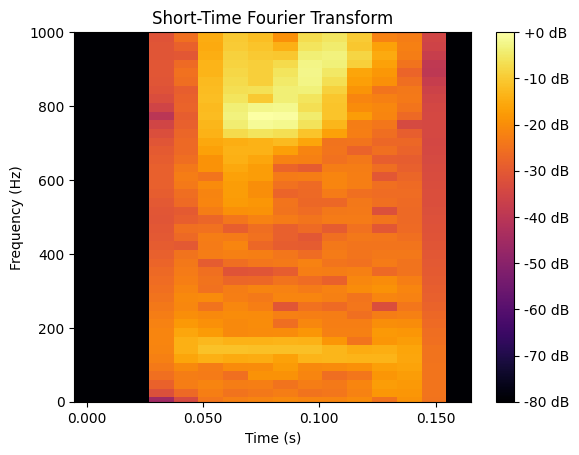 Short-Time Fourier Transform
1000
800
600
400
200
0
Frequency (Hz)
0.000
0.050
0.100
0.150
Time (s)
+0 dB
-10 dB
-20 dB
-30 dB
-40 dB
-50 dB
-60 dB
-70 dB
-80 dB